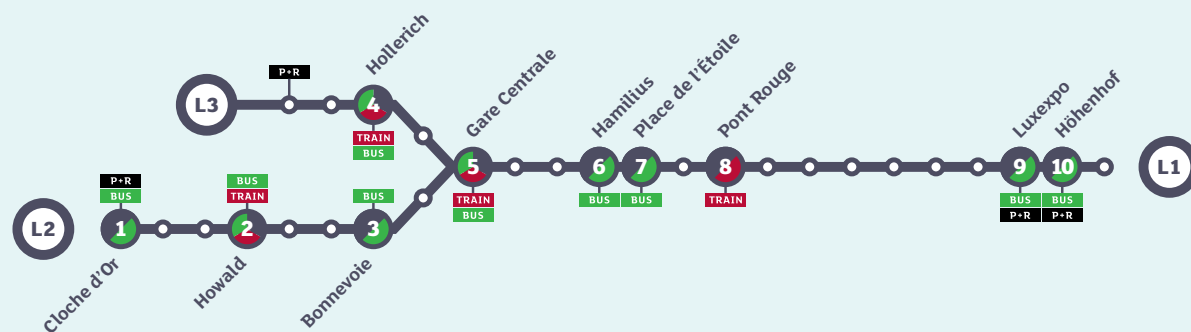 P+R
Hollerich
L3
4
TRAIN
BUS
Gare Centrale
5
TRAIN
BUS
Hamilius
6
BUS
Place de l'Étoile
7
BUS
Pont Rouge
8
TRAIN
Luxexpo
9
BUS
P+R
Höhenhof
10
BUS
P+R
L1
L2
P+R
BUS
1
Cloche d'Or
BUS
TRAIN
2
Howald
BUS
3
Bonnevoie